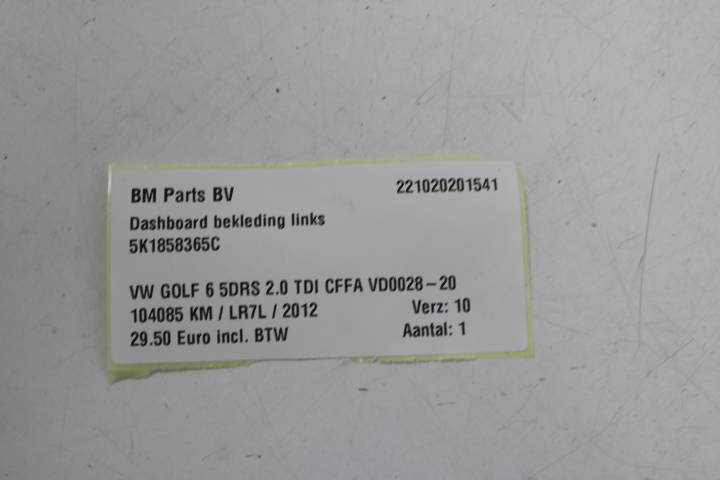 BM Parts BV 221020201541
Dashboard bekleding links
5K1858365C
VW GOLF 6 5DRS 2.0 TDI CFFA VD0028-20
104085 KM / LR7L / 2012 Verz: 10
29.50 Euro incl. BTW Aantal: 1